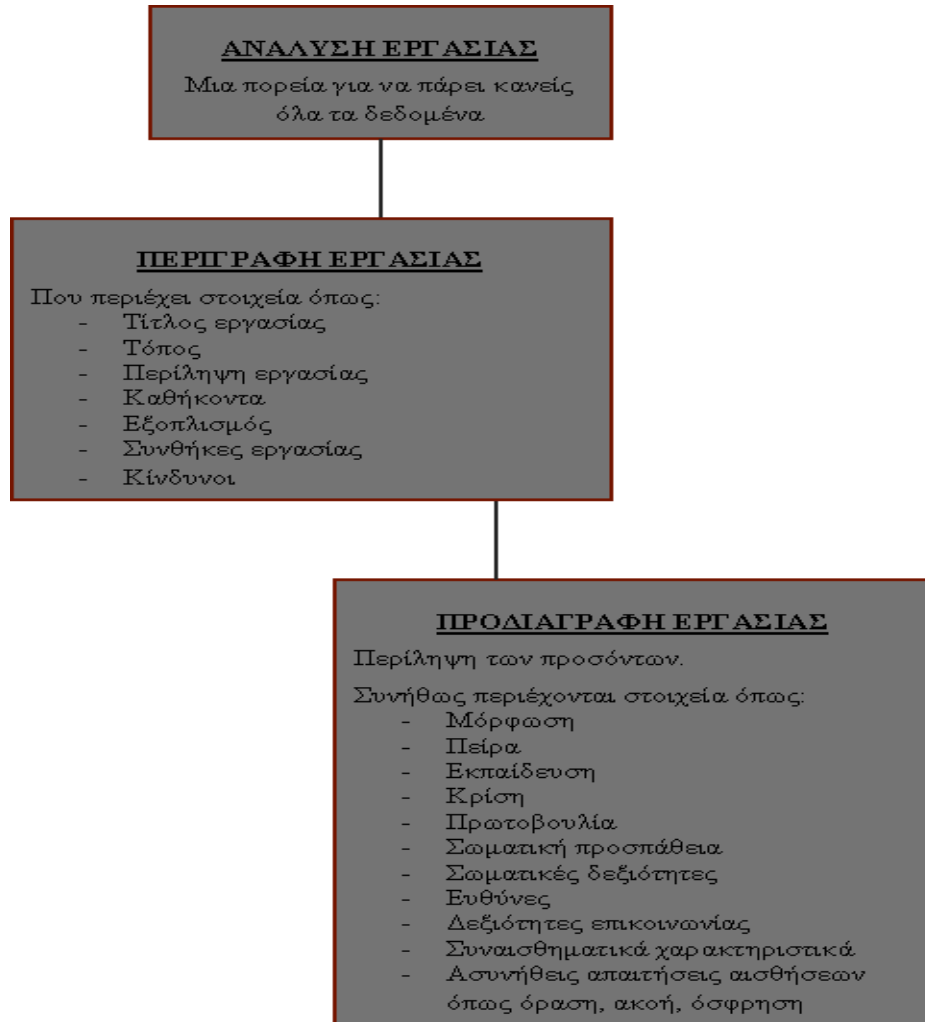 ΑΝΑΛΥΣΗ ΕΡΓΑΣΙΑΣ
Μια πορεία για να πάρει κανείς
όλα τα δεδομένα
ΠΕΡΙΓΡΑΦΗ ΕΡΓΑΣΙΑΣ
Που περιέχει στοιχεία όπως:
- Τίτλος εργασίας
- Τόπος
- Περίληψη εργασίας
- Καθήκοντα
- Εξοπλισμός
- Συνθήκες εργασίας
- Κίνδυνοι
ΠΡΟΔΙΑΓΡΑΦΗ ΕΡΓΑΣΙΑΣ
Περίληψη των προσόντων.
Συνήθως περιέχονται στοιχεία όπως:
- Μόρφωση
- Πείρα
- Εκπαίδευση
- Κρίση
- Πρωτοβουλία
- Σωματική προσπάθεια
- Σωματικές δεξιότητες
- Ευθύνες
- Δεξιότητες επικοινωνίας
- Συναισθηματικά χαρακτηριστικά
- Ασυνήθεις απαιτήσεις αισθήσεων
όπως όραση, ακοή, όσφρηση